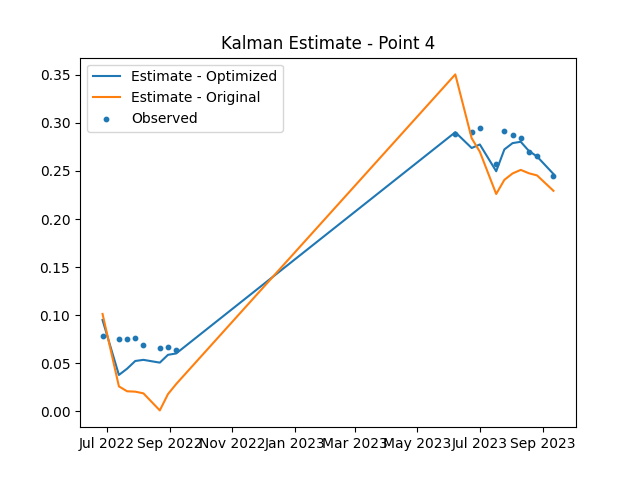 Kalman Estimate - Point 4
Estimate - Optimized
Estimate - Original
Observed
0.35
0.30
0.25
0.20
0.15
0.10
0.05
0.00
Jul 2022 Sep 2022 Nov 2022 Jan 2023 Mar 2023 May 2023 Jul 2023 Sep 2023